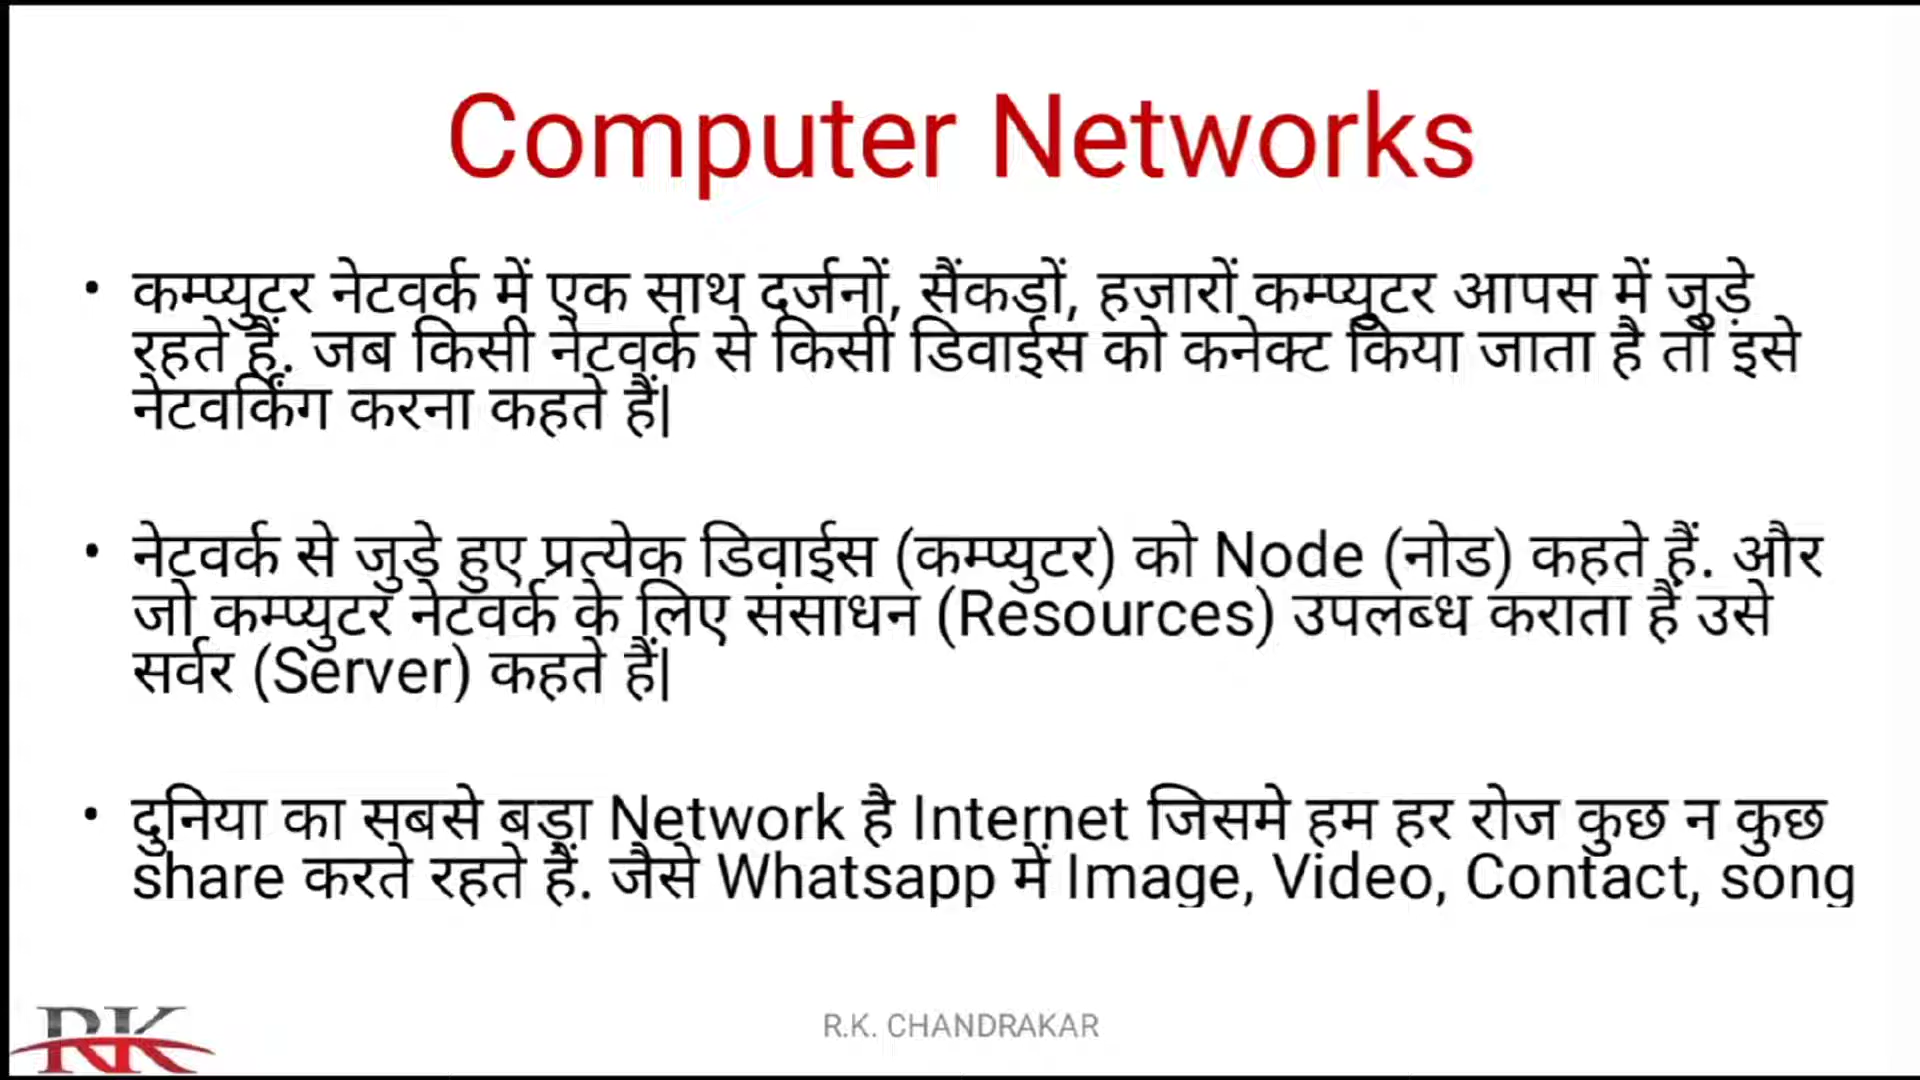 Computer Networks
• कम्प्युटर नेटवर्क में एक साथ दर्जनों, सैंकडों, हजारों कम्प्युटर आपस में जुड़े
रहते हैं. जब किसी नेटवर्क से किसी डिवाईस को कनेक्ट किया जाता है तो इसे
नेटवर्किंग करना कहते हैं|
• नेटवर्क से जुडे हुए प्रत्येक डिवाईस (कम्प्युटर) को Node (नोड) कहते हैं. और
जो कम्प्युटर नेटवर्क के लिए संसाधन (Resources) उपलब्ध कराता हैं उसे
सर्वर (Server) कहते हैं|
• दुनिया का सबसे बड़ा Network है Internet जिसमे हम हर रोज कुछ न कुछ
share करते रहते हैं. जैसे Whatsapp में Image, Video, Contact, song
RK
R.K. CHANDRAKAR